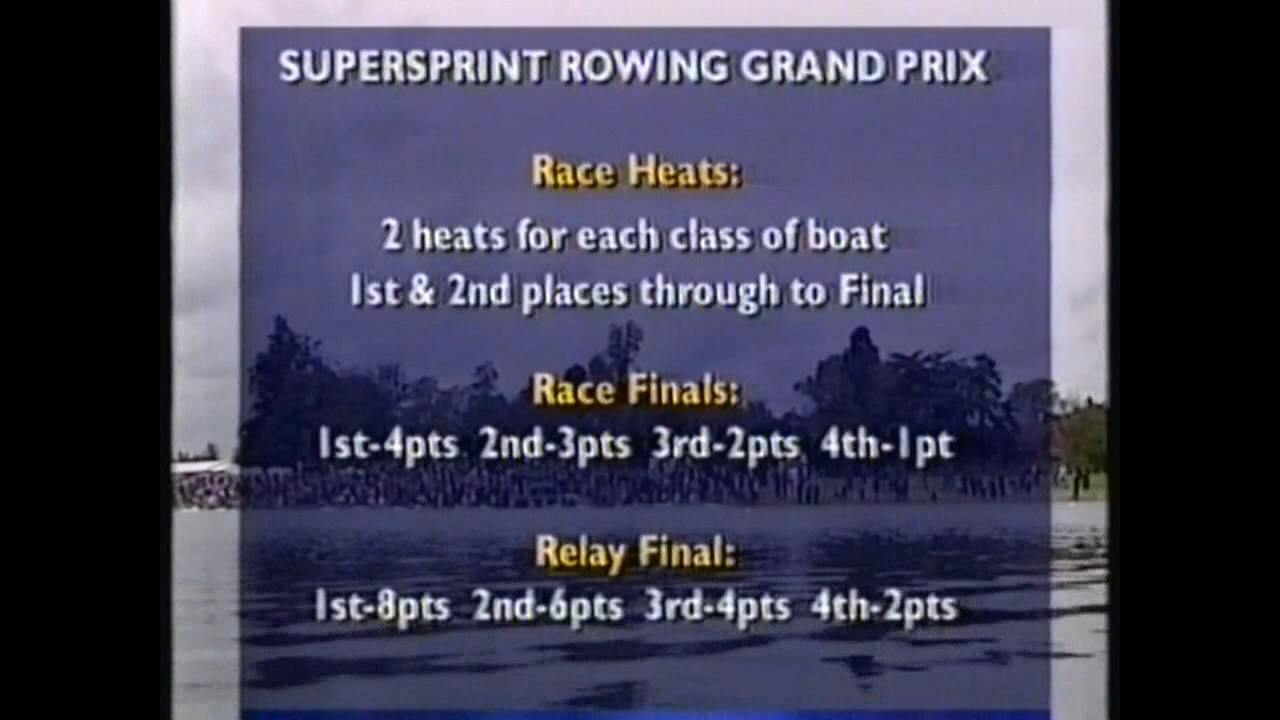 SUPERSPRINT ROWING GRAND PRIX
Race Heats:
2 heats for each class of boat
1st & 2nd places through to Final
Race Finals:
1st-4pts 2nd-3pts 3rd-2pts 4th-1pt
Relay Final:
1st-8pts 2nd-6pts 3rd-4pts 4th-2pts